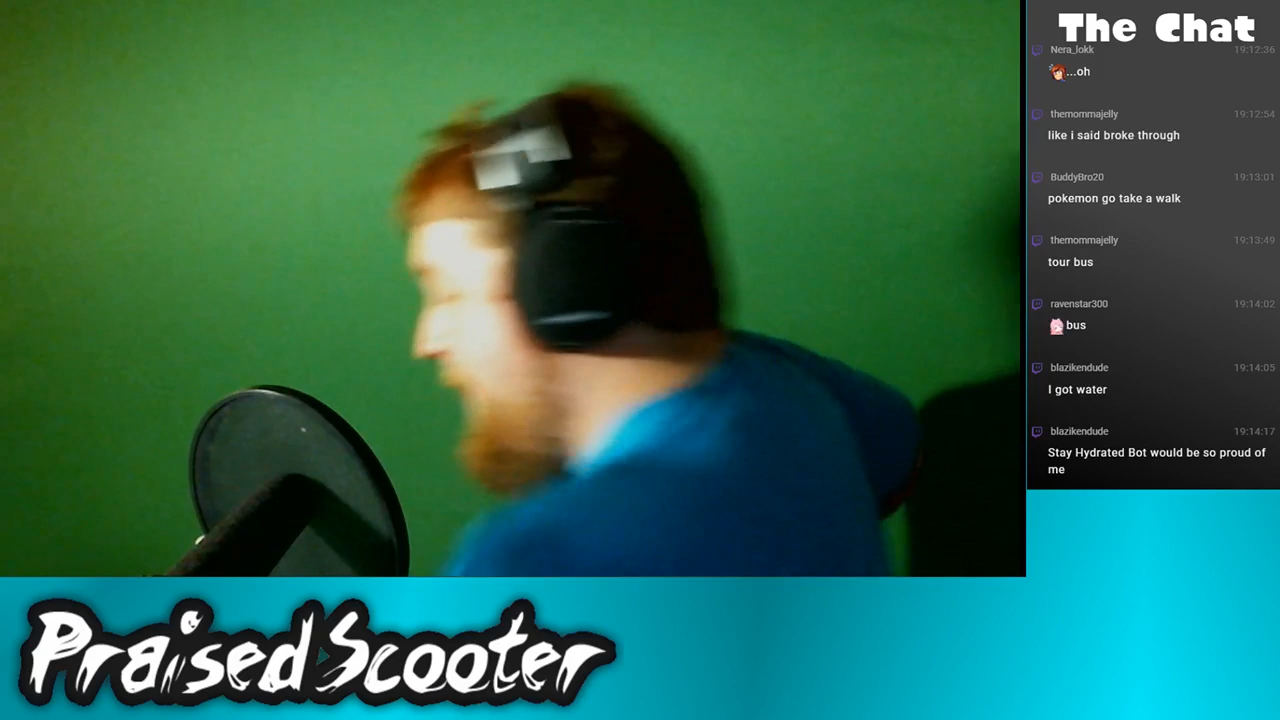 The Chat
Nera_lokk 19:12:36
...oh
themommajelly 19:12:54
like i said broke through
BuddyBro20 19:13:01
pokemon go take a walk
themommajelly 19:13:49
tour bus
ravenstar300 19:14:02
bus
blazikendude 19:14:05
I got water
blazikendude 19:14:17
Stay Hydrated Bot would be so proud of
me
PraisedScooter